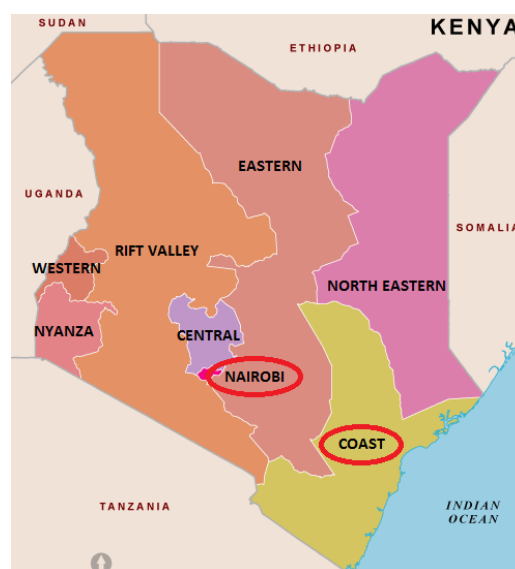 SUDAN
KENYA
ETHIOPIA
EASTERN
UGANDA
SOMALIA
RIFT VALLEY
WESTERN
NORTH EASTERN
NYANZA
CENTRAL
NAIROBI
COAST
TANZANIA
INDIAN
OCEAN